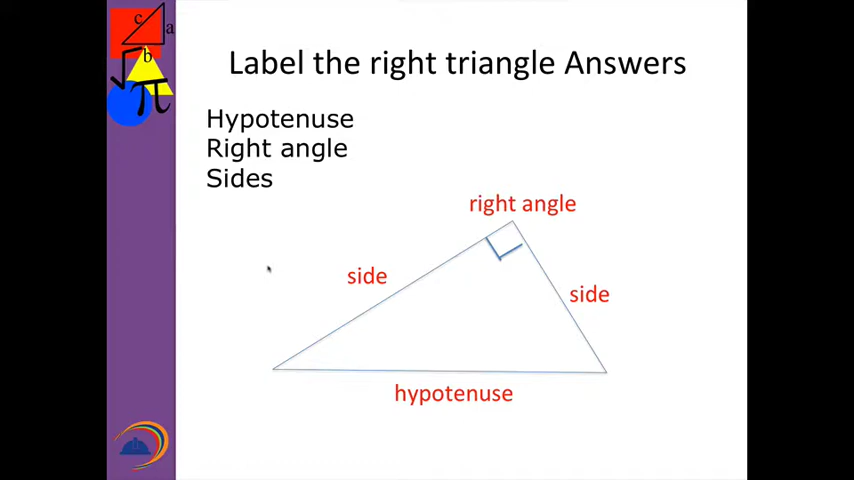 c
a
b
√π
Label the right triangle Answers
Hypotenuse
Right angle
Sides
right angle
side
side
hypotenuse